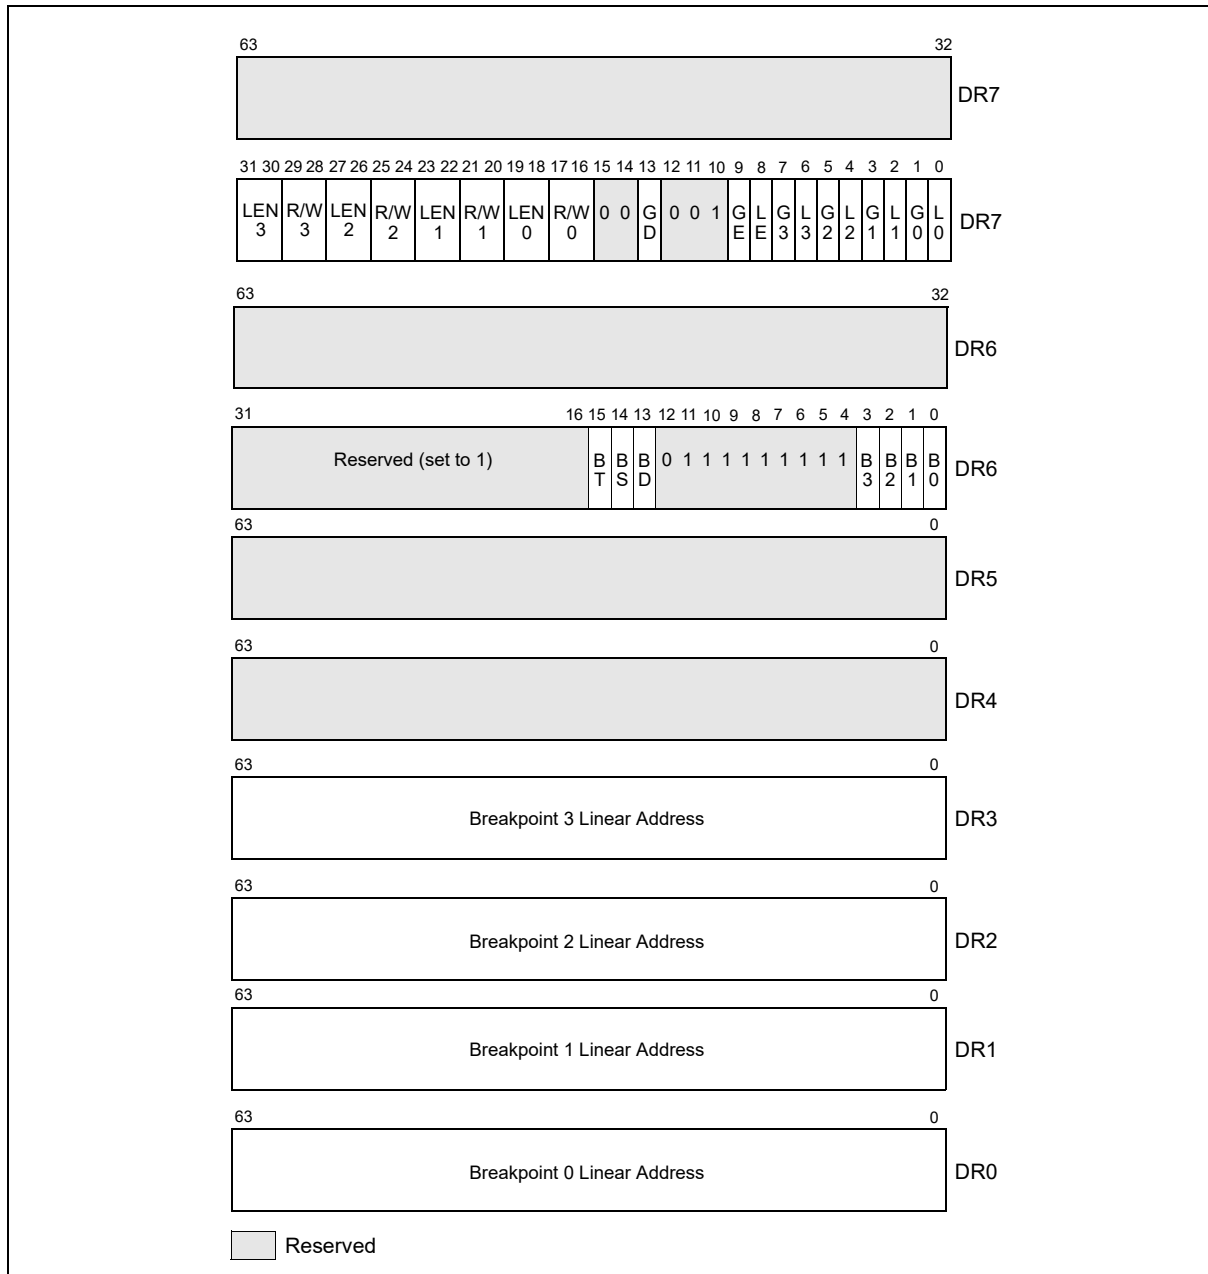 63 32
DR7
31 30 29 28 27 26 25 24 23 22 21 20 19 18 17 16 15 14 13 12 11 10 9 8 7 6 5 4 3 2 1 0
LEN R/W LEN R/W LEN R/W LEN R/W 0 0 G 0 0 1 G L G L G L G L G L
3 3 2 2 1 1 0 0 D E E 3 3 2 2 1 1 0 0
DR7
63 32
DR6
31 16 15 14 13 12 11 10 9 8 7 6 5 4 3 2 1 0
Reserved (set to 1) B B B 0 1 1 1 1 1 1 1 1 B B B B
T S D 3 2 1 0
DR6
63 0
DR5
63 0
DR4
63 0
Breakpoint 3 Linear Address DR3
63 0
Breakpoint 2 Linear Address DR2
63 0
Breakpoint 1 Linear Address DR1
63 0
Breakpoint 0 Linear Address DR0
Reserved